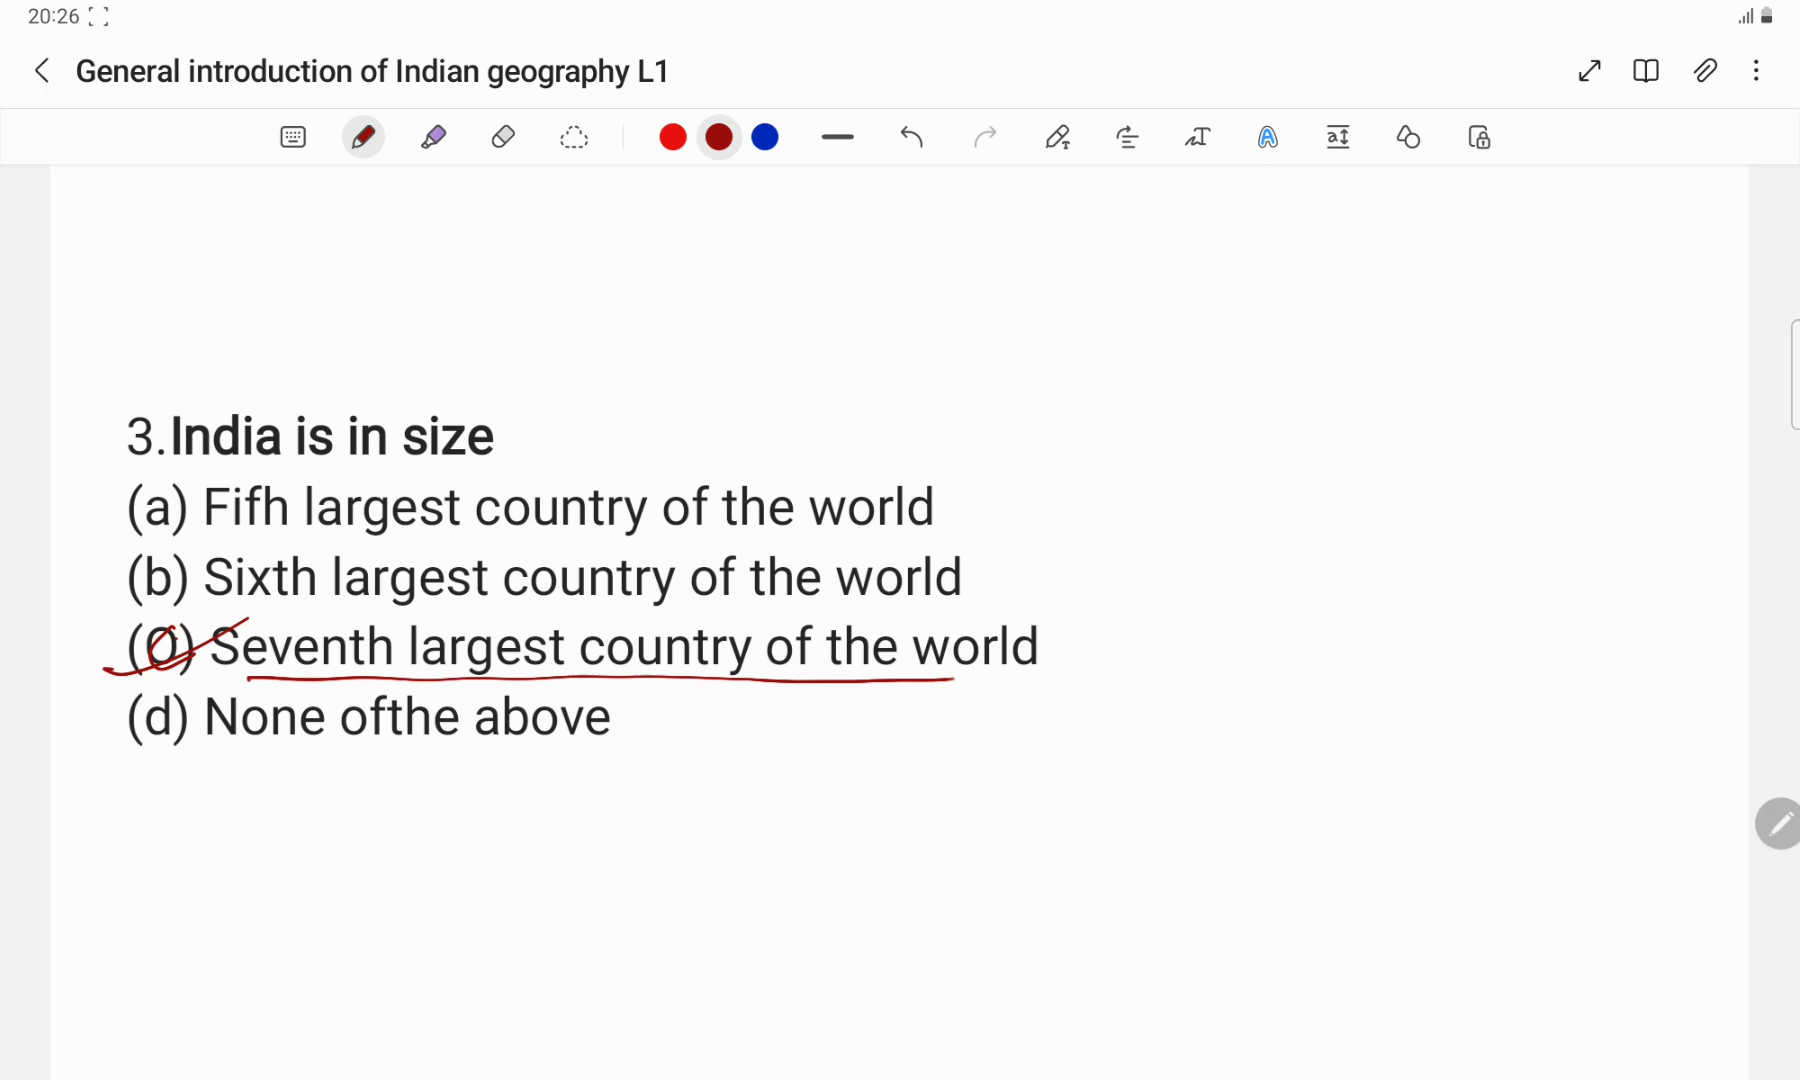 20:26
General introduction of Indian geography L1
3.India is in size
(a) Fifh largest country of the world
(b) Sixth largest country of the world
(O) Seventh largest country of the world
(d) None ofthe above